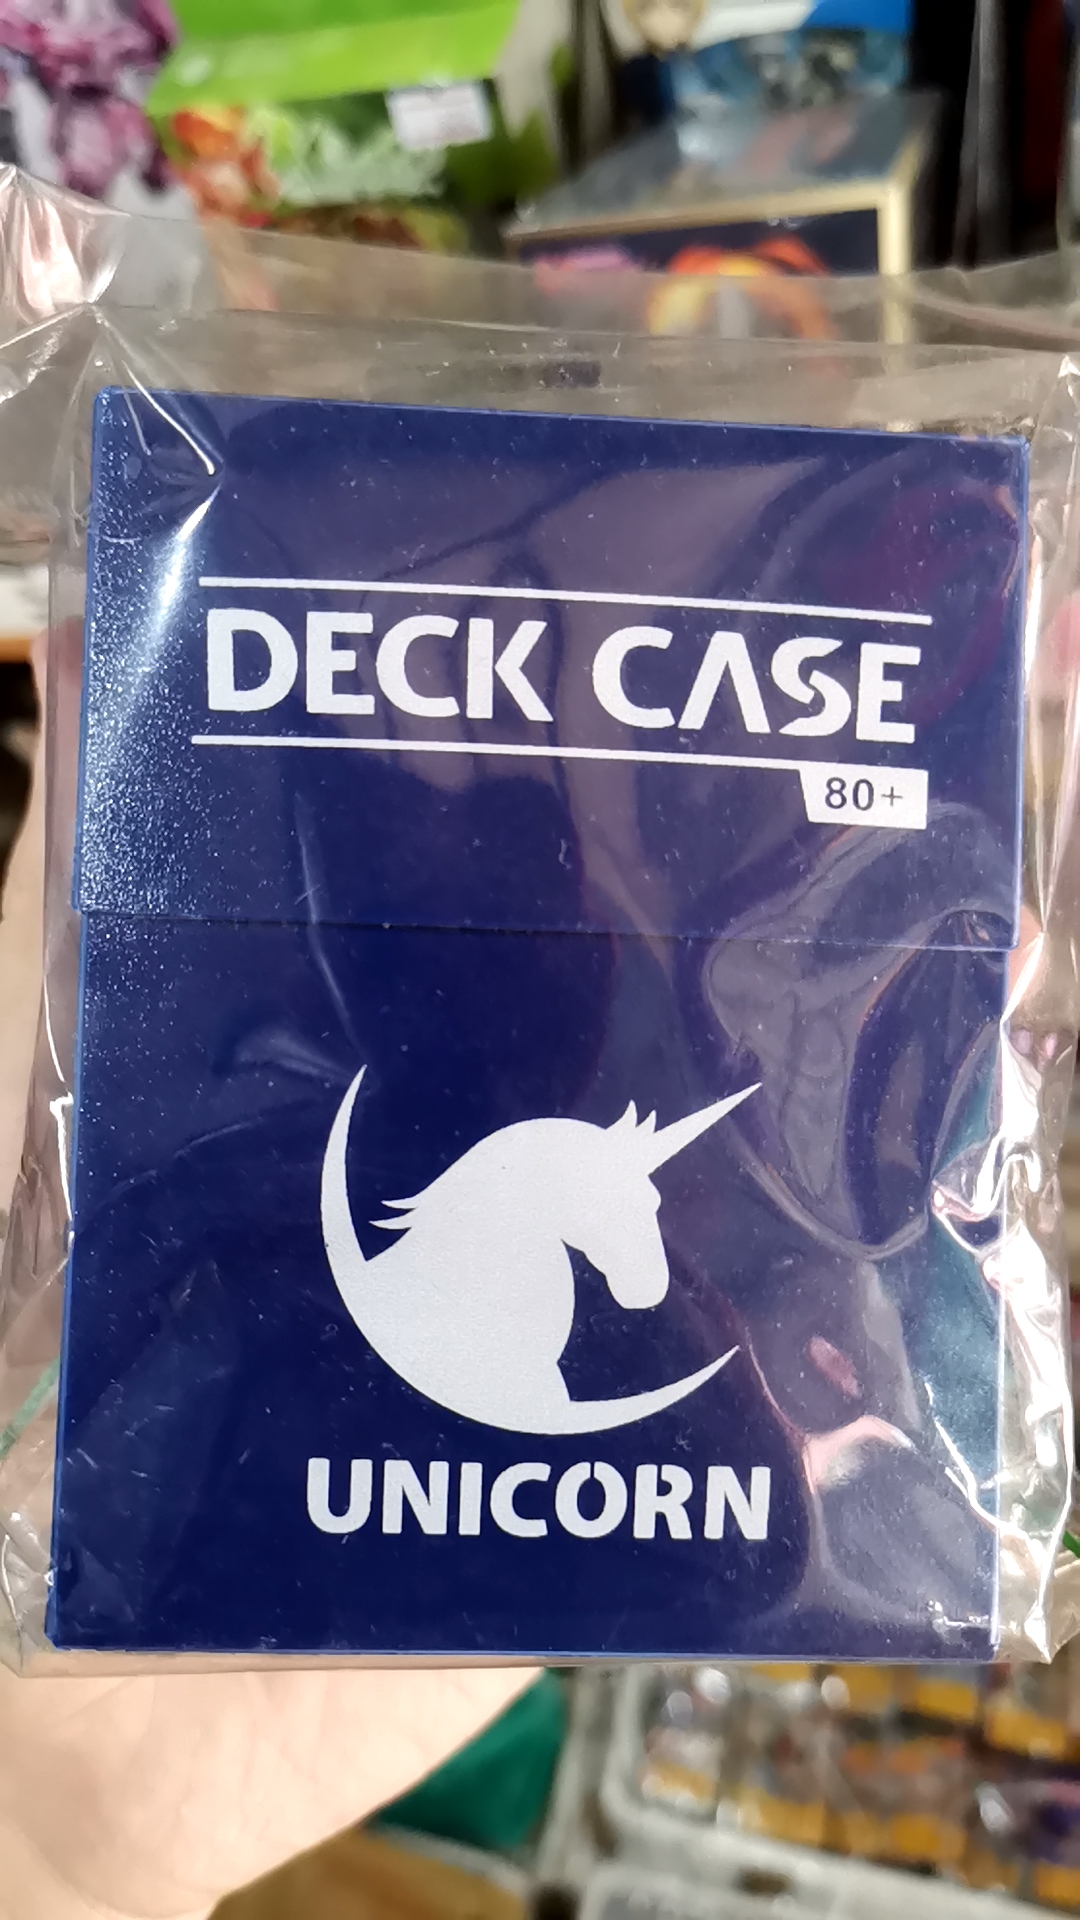 DECK CASE
80+
UNICORN